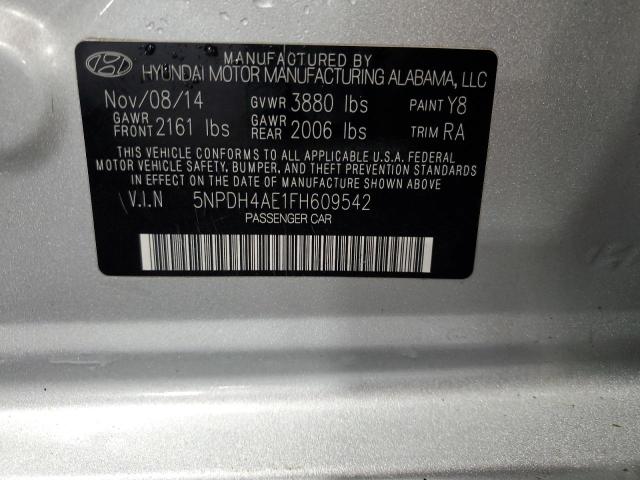 MANUFACTURED BY
HYUNDAI MOTOR MANUFACTURING ALABAMA, LLC
Nov/08/14 GVWR 3880 lbs PAINT Y8
GAWR FRONT 2161 lbs GAWR REAR 2006 lbs TRIM RA
THIS VEHICLE CONFORMS TO ALL APPLICABLE U.S.A. FEDERAL
MOTOR VEHICLE SAFETY, BUMPER, AND THEFT PREVENTION STANDARDS
IN EFFECT ON THE DATE OF MANUFACTURE SHOWN ABOVE
V.I.N 5NPDH4AE1FH609542
PASSENGER CAR